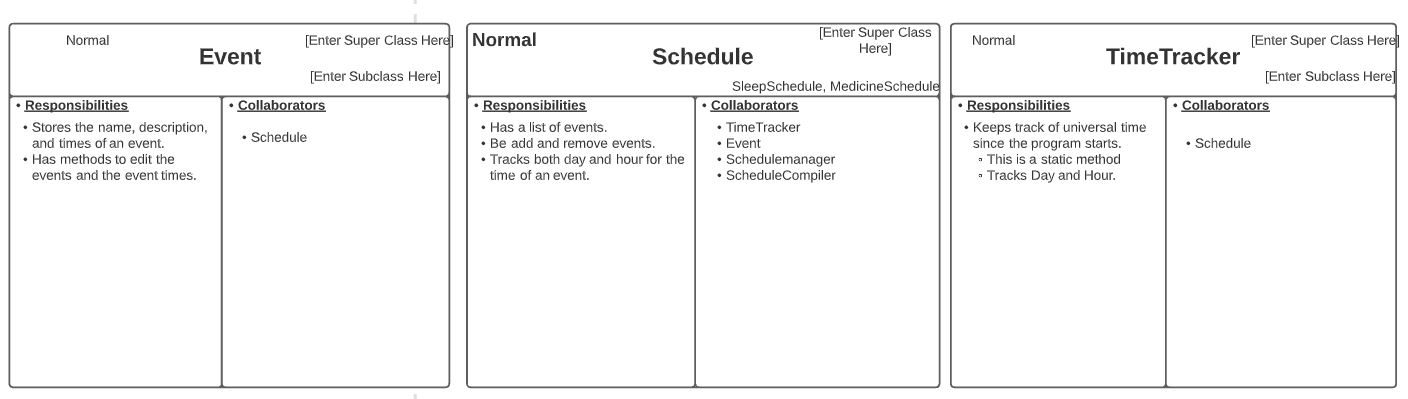 Normal
[Enter Super Class Here]
Event
[Enter Subclass Here]
• Responsibilities
• Stores the name, description,
and times of an event.
• Has methods to edit the
events and the event times.
• Collaborators
• Schedule
Normal
[Enter Super Class
Here]
Schedule
SleepSchedule, MedicineSchedule
• Responsibilities
• Has a list of events.
• Be add and remove events.
• Tracks both day and hour for the
time of an event.
• Collaborators
• TimeTracker
• Event
• Schedulemanager
• ScheduleCompiler
Normal
[Enter Super Class Here]
TimeTracker
[Enter Subclass Here]
• Responsibilities
• Keeps track of universal time
since the program starts.
◦ This is a static method
◦ Tracks Day and Hour.
• Collaborators
• Schedule